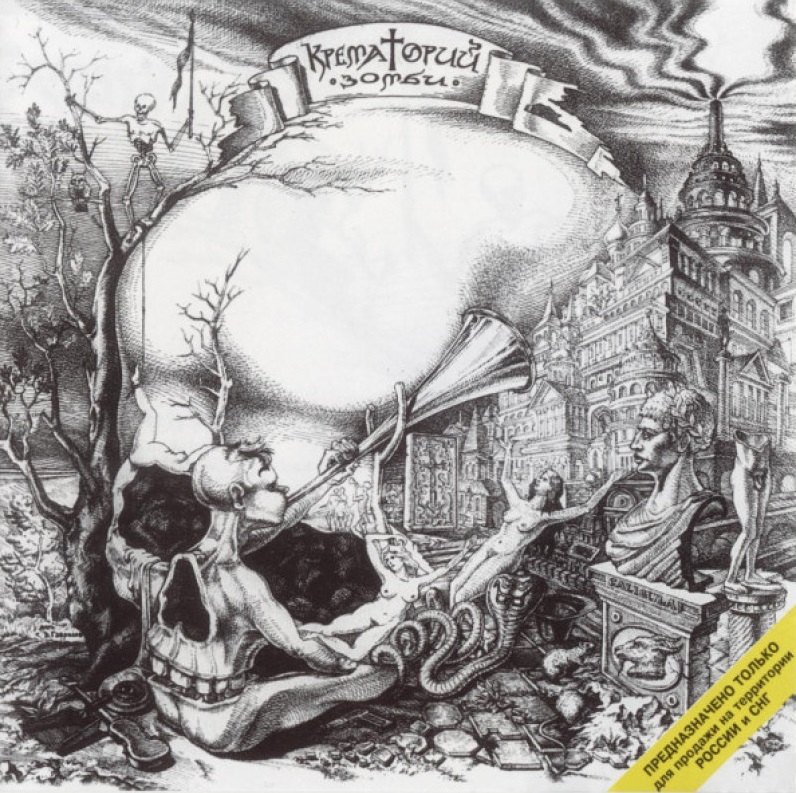 КРЕМАТОРИЙ
·ЗОМБИ·
ПРЕДНАЗНАЧЕНО ТОЛЬКО
для продажи на территории
РОССИИ и СНГ